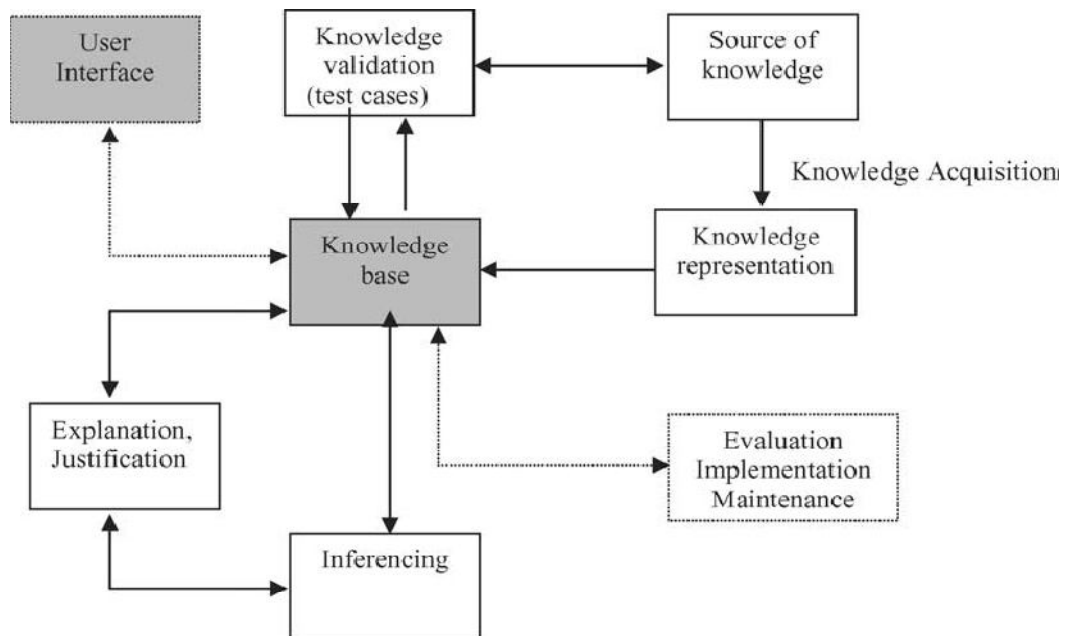 User
Interface
Knowledge
validation
(test cases)
Source of
knowledge
Knowledge Acquisition
Knowledge
base
Knowledge
representation
Explanation,
Justification
Evaluation
Implementation
Maintenance
Inferencing